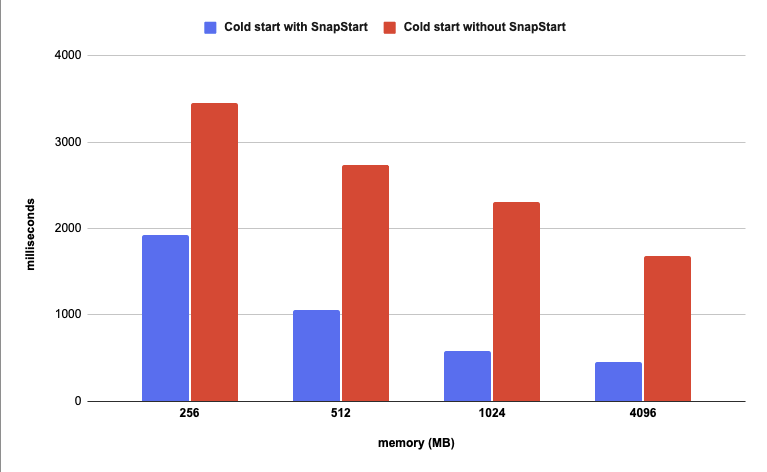 Cold start with SnapStart Cold start without SnapStart
4000
3000
2000
1000
0
milliseconds
256 512 1024 4096
memory (MB)